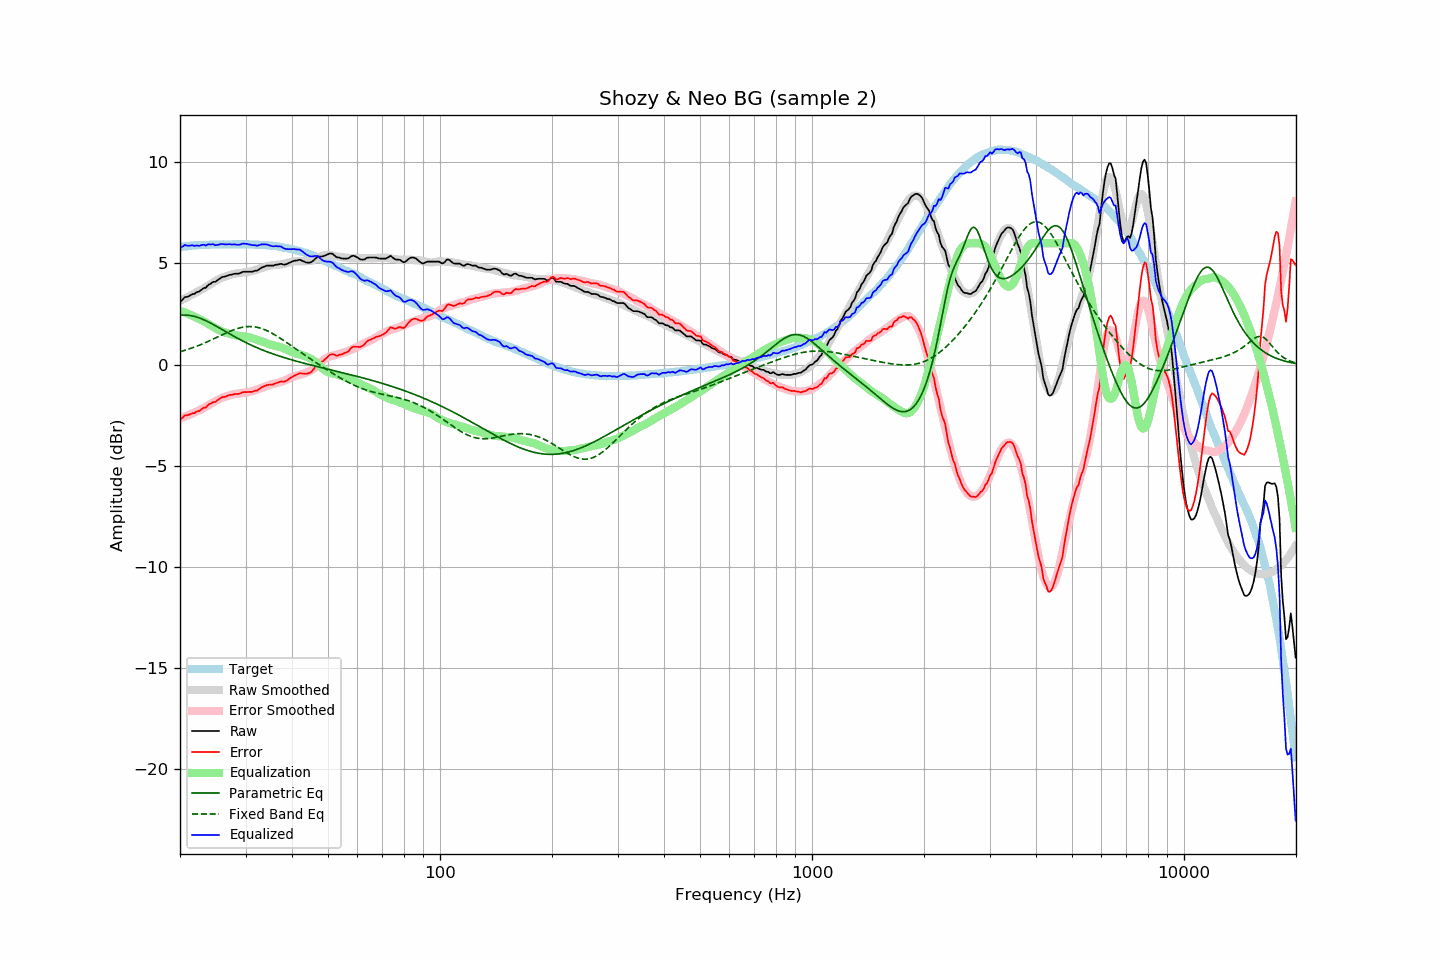 Shozy & Neo BG (sample 2)
10
5
0
−5
−10
−15
−20
Amplitude (dBr)
Target
Raw Smoothed
Error Smoothed
Raw
Error
Equalization
Parametric Eq
Fixed Band Eq
Equalized
100
1000
10000
Frequency (Hz)